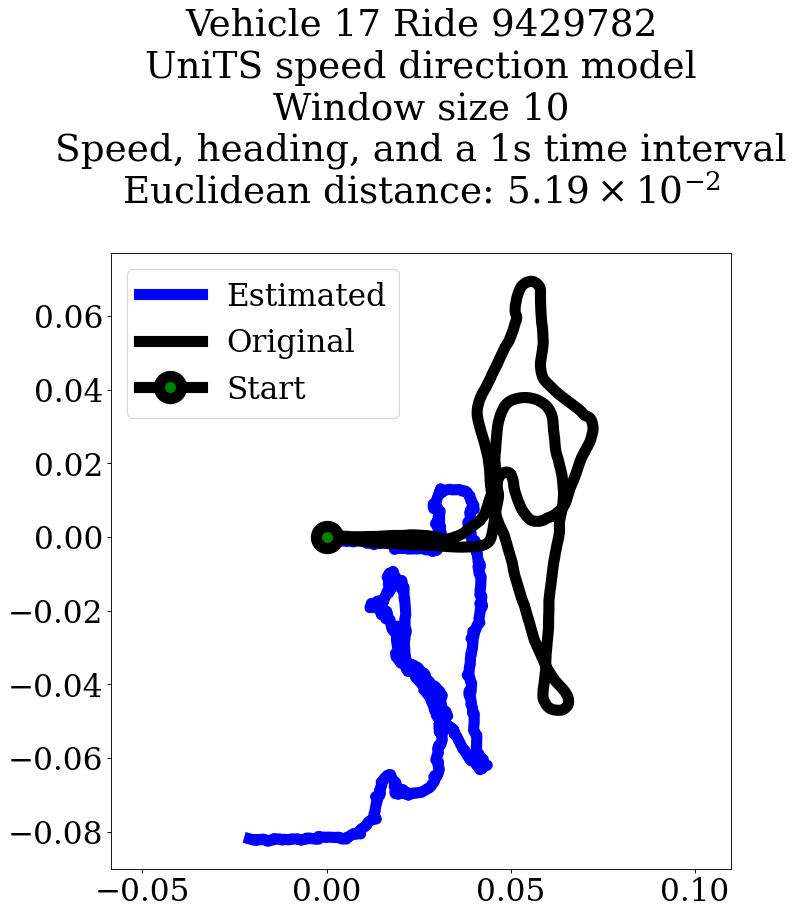 Vehicle 17 Ride 9429782
UniTS speed direction model
Window size 10
Speed, heading, and a 1s time interval
Euclidean distance: 5.19 × 10⁻²
Estimated
Original
Start
0.06
0.04
0.02
0.00
−0.02
−0.04
−0.06
−0.08
−0.05 0.00 0.05 0.10